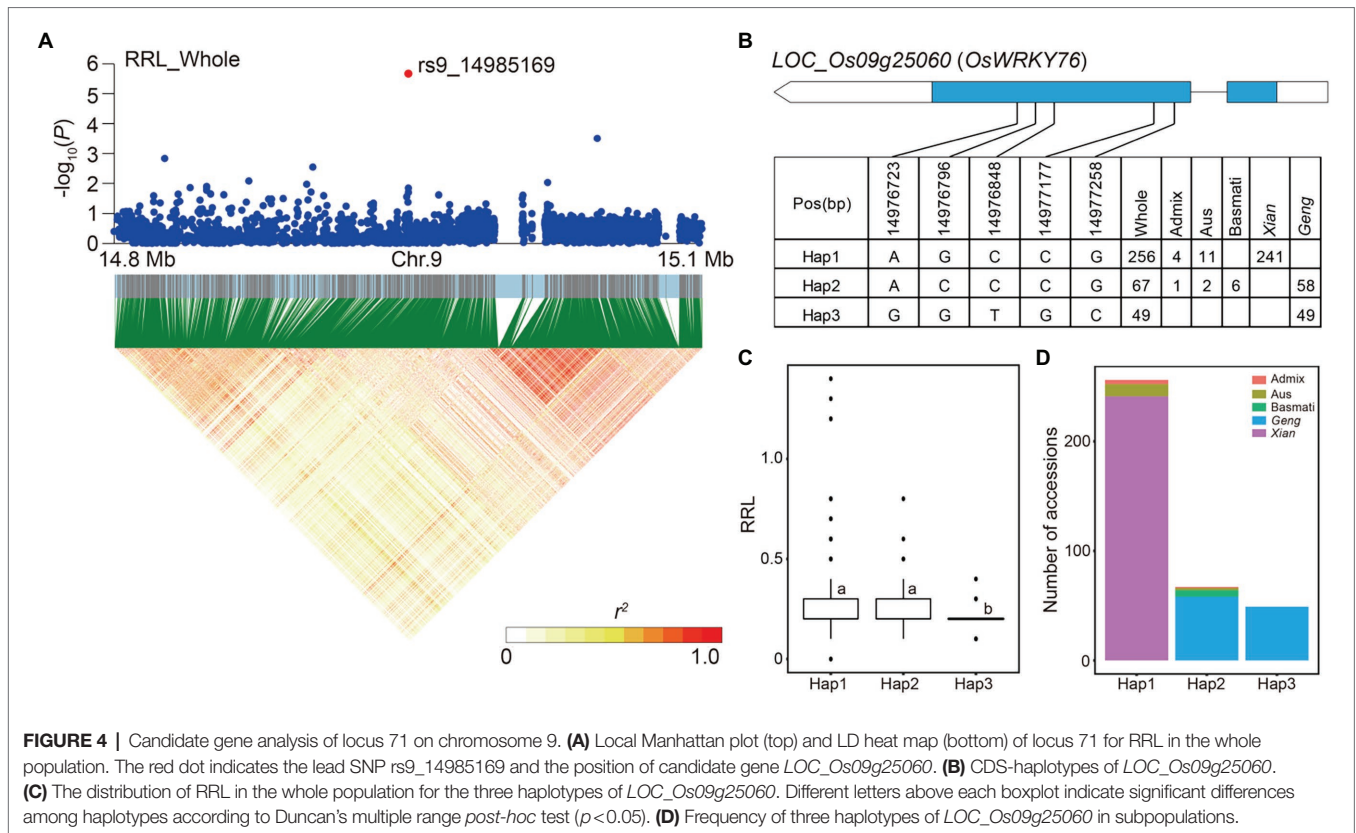 A
RRL_Whole
rs9_14985169
6
5
4
3
2
1
0
-log10(P)
14.8 Mb
Chr.9
15.1 Mb
r²
0
1.0
B
LOC_Os09g25060 (OsWRKY76)
Pos(bp) 14976723 14976796 14976848 14977177 14977258 Whole Admix Aus Basmati Xian Geng
Hap1 A G C C G 256 4 11 241
Hap2 A C C C G 67 1 2 6 58
Hap3 G G T G C 49 49
C
RRL
1.0
0.5
0
a
a
b
Hap1 Hap2 Hap3
D
Number of accessions
200
100
0
Admix
Aus
Basmati
Geng
Xian
Hap1 Hap2 Hap3
FIGURE 4 | Candidate gene analysis of locus 71 on chromosome 9. (A) Local Manhattan plot (top) and LD heat map (bottom) of locus 71 for RRL in the whole
population. The red dot indicates the lead SNP rs9_14985169 and the position of candidate gene LOC_Os09g25060. (B) CDS-haplotypes of LOC_Os09g25060.
(C) The distribution of RRL in the whole population for the three haplotypes of LOC_Os09g25060. Different letters above each boxplot indicate significant differences
among haplotypes according to Duncan's multiple range post-hoc test (p<0.05). (D) Frequency of three haplotypes of LOC_Os09g25060 in subpopulations.